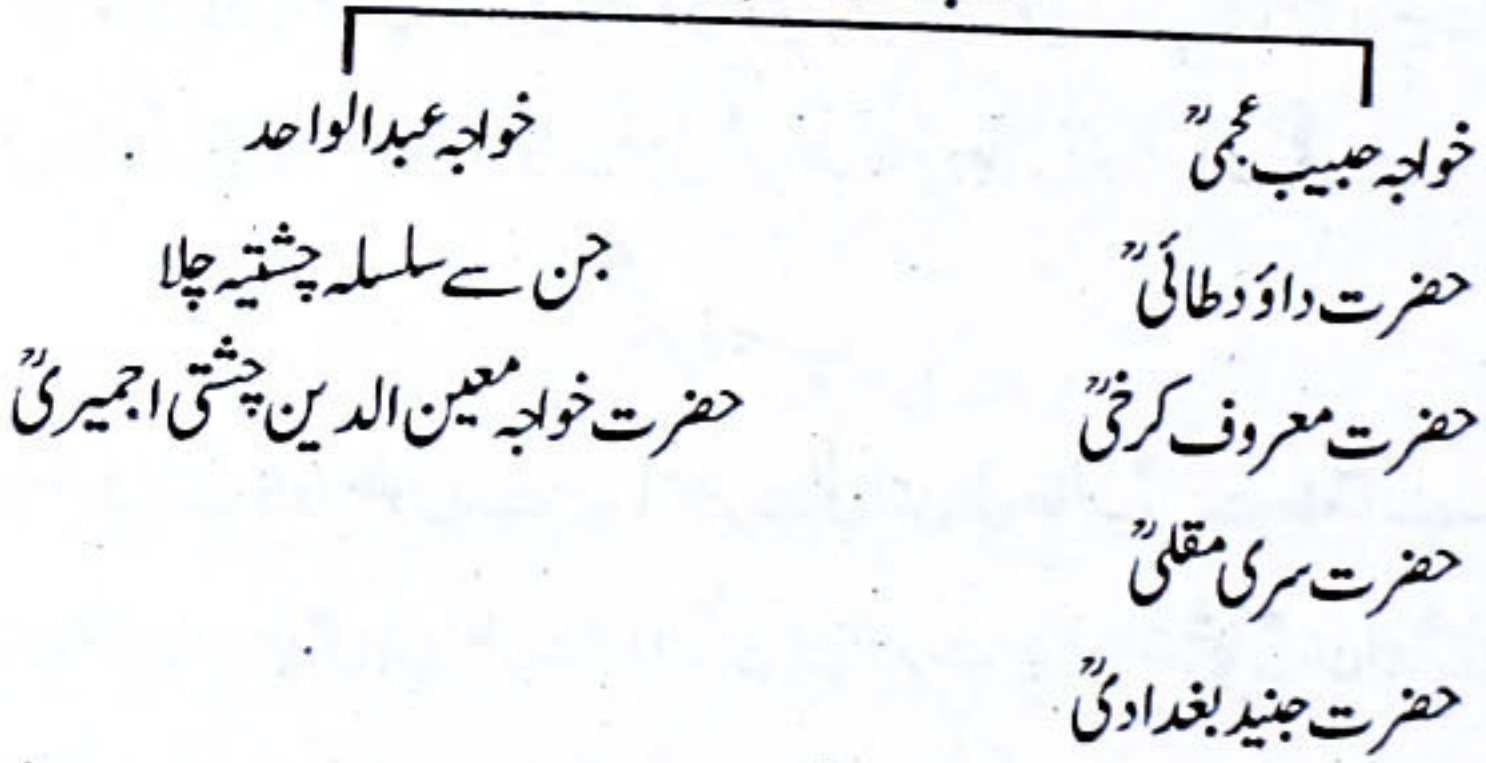 خواجہ حبیب عجمیؒ
خواجہ عبدالواحد
حضرت داؤد طائیؒ
جن سے سلسلہ چشتیہ چلا
حضرت معروف کرخیؒ
حضرت خواجہ معین الدین چشتی اجمیریؒ
حضرت سری مقلیؒ
حضرت جنید بغدادیؒ